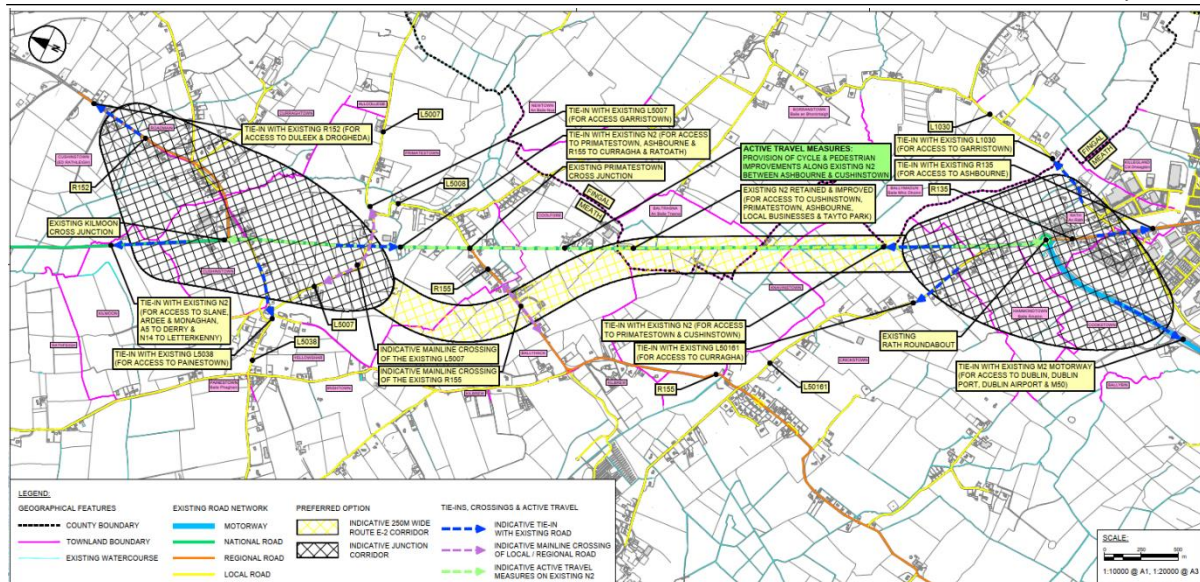 N
R152
TIE-IN WITH EXISTING R152 (FOR
ACCESS TO DULEEK & DROGHEDA)
L5007
L5008
TIE-IN WITH EXISTING L5007
(FOR ACCESS GARRISTOWN)
TIE-IN WITH EXISTING N2 (FOR ACCESS
TO PRIMATESTOWN, ASHBOURNE &
R155 TO CURRAGHA & RATOATH)
EXISTING PRIMATESTOWN
CROSS JUNCTION
ACTIVE TRAVEL MEASURES:
PROVISION OF CYCLE & PEDESTRIAN
IMPROVEMENTS ALONG EXISTING N2
BETWEEN ASHBOURNE & CUSHINSTOWN
EXISTING N2 RETAINED & IMPROVED
(FOR ACCESS TO CUSHINSTOWN,
PRIMATESTOWN, ASHBOURNE,
LOCAL BUSINESSES & TAYTO PARK)
L1030
TIE-IN WITH EXISTING L1030
(FOR ACCESS TO GARRISTOWN)
TIE-IN WITH EXISTING R135
(FOR ACCESS TO ASHBOURNE)
R135
FINGAL
MEATH
FINGAL
MEATH
PRIMATESTOWN
EXISTING KILMOON
CROSS JUNCTION
TIE-IN WITH EXISTING N2
(FOR ACCESS TO SLANE,
ARDEE & MONAGHAN,
A5 TO DERRY &
N14 TO LETTERKENNY)
TIE-IN WITH EXISTING L5038
(FOR ACCESS TO PAINESTOWN)
L5038
L5007
R155
INDICATIVE MAINLINE CROSSING
OF THE EXISTING L5007
INDICATIVE MAINLINE CROSSING
OF THE EXISTING R155
TIE-IN WITH EXISTING N2 (FOR ACCESS
TO PRIMATESTOWN & CUSHINSTOWN)
TIE-IN WITH EXISTING L50161
(FOR ACCESS TO CURRAGHA)
R155
L50161
EXISTING
RATH ROUNDABOUT
TIE-IN WITH EXISTING M2 MOTORWAY
(FOR ACCESS TO DUBLIN, DUBLIN
PORT, DUBLIN AIRPORT & M50)
LEGEND:
GEOGRAPHICAL FEATURES
COUNTY BOUNDARY
TOWNLAND BOUNDARY
EXISTING WATERCOURSE
EXISTING ROAD NETWORK
MOTORWAY
NATIONAL ROAD
REGIONAL ROAD
LOCAL ROAD
PREFERRED OPTION
INDICATIVE 250M WIDE
ROUTE E-2 CORRIDOR
INDICATIVE JUNCTION
CORRIDOR
TIE-INS, CROSSINGS & ACTIVE TRAVEL
INDICATIVE TIE-IN
WITH EXISTING ROAD
INDICATIVE MAINLINE CROSSING
OF LOCAL / REGIONAL ROAD
INDICATIVE ACTIVE TRAVEL
MEASURES ON EXISTING N2
SCALE:
0 250 500
m
1:10000 @ A1, 1:20000 @ A3